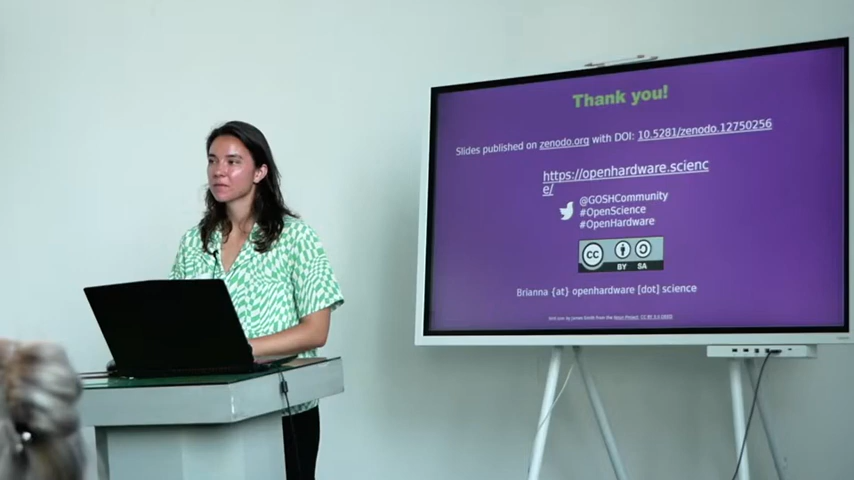 Thank you!
Slides published on zenodo.org with DOI: 10.5281/zenodo.12750256
https://openhardware.scienc
e/
@GOSHCommunity
#OpenScience
#OpenHardware
CC
BY SA
Brianna {at} openhardware [dot] science